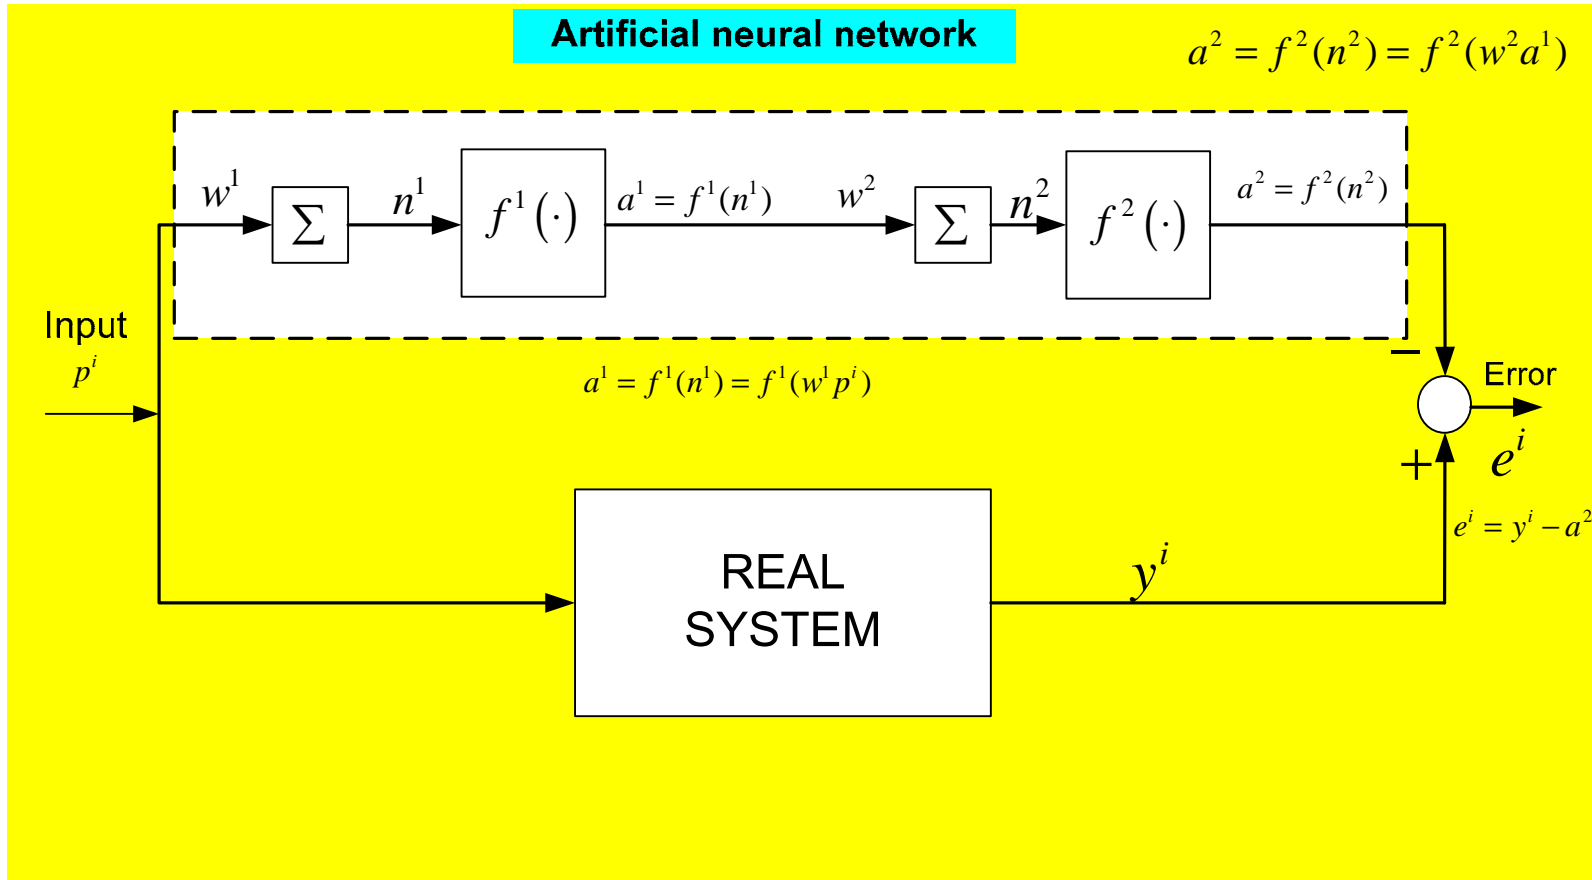 Artificial neural network
a² = f²(n²) = f²(w²a¹)
w¹
∑
n¹
f¹(·)
a¹ = f¹(n¹)
w²
∑
n²
f²(·)
a² = f²(n²)
Input
pⁱ
a¹ = f¹(n¹) = f¹(w¹pⁱ)
−
Error
+
eⁱ
eⁱ = yⁱ − a²
REAL
SYSTEM
yⁱ